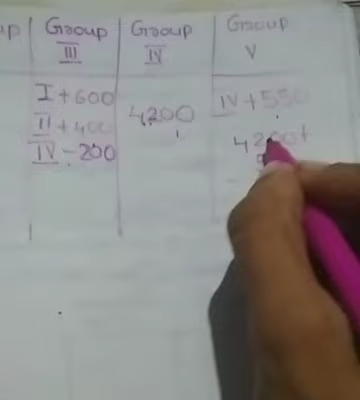 Group
III
Group
IV
Group
V
I + 600
II + 400
IV - 200
4200
IV + 550
4200+